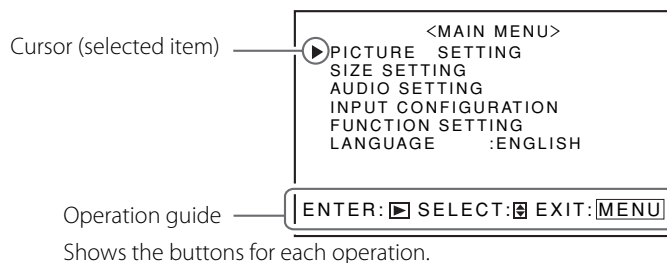 <MAIN MENU>
Cursor (selected item)
▶PICTURE SETTING
SIZE SETTING
AUDIO SETTING
INPUT CONFIGURATION
FUNCTION SETTING
LANGUAGE :ENGLISH
Operation guide
ENTER:▶ SELECT:♦ EXIT:MENU
Shows the buttons for each operation.